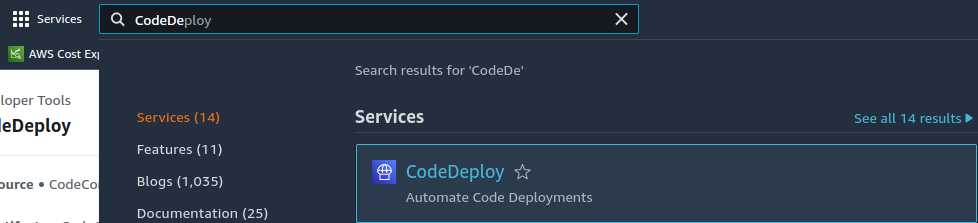 Services
CodeDeploy
AWS Cost Exp
Search results for 'CodeDe'
loper Tools
deDeploy
Services (14)
Services
See all 14 results
Features (11)
CodeDeploy
Blogs (1,035)
Automate Code Deployments
ource • CodeCo
Documentation (25)